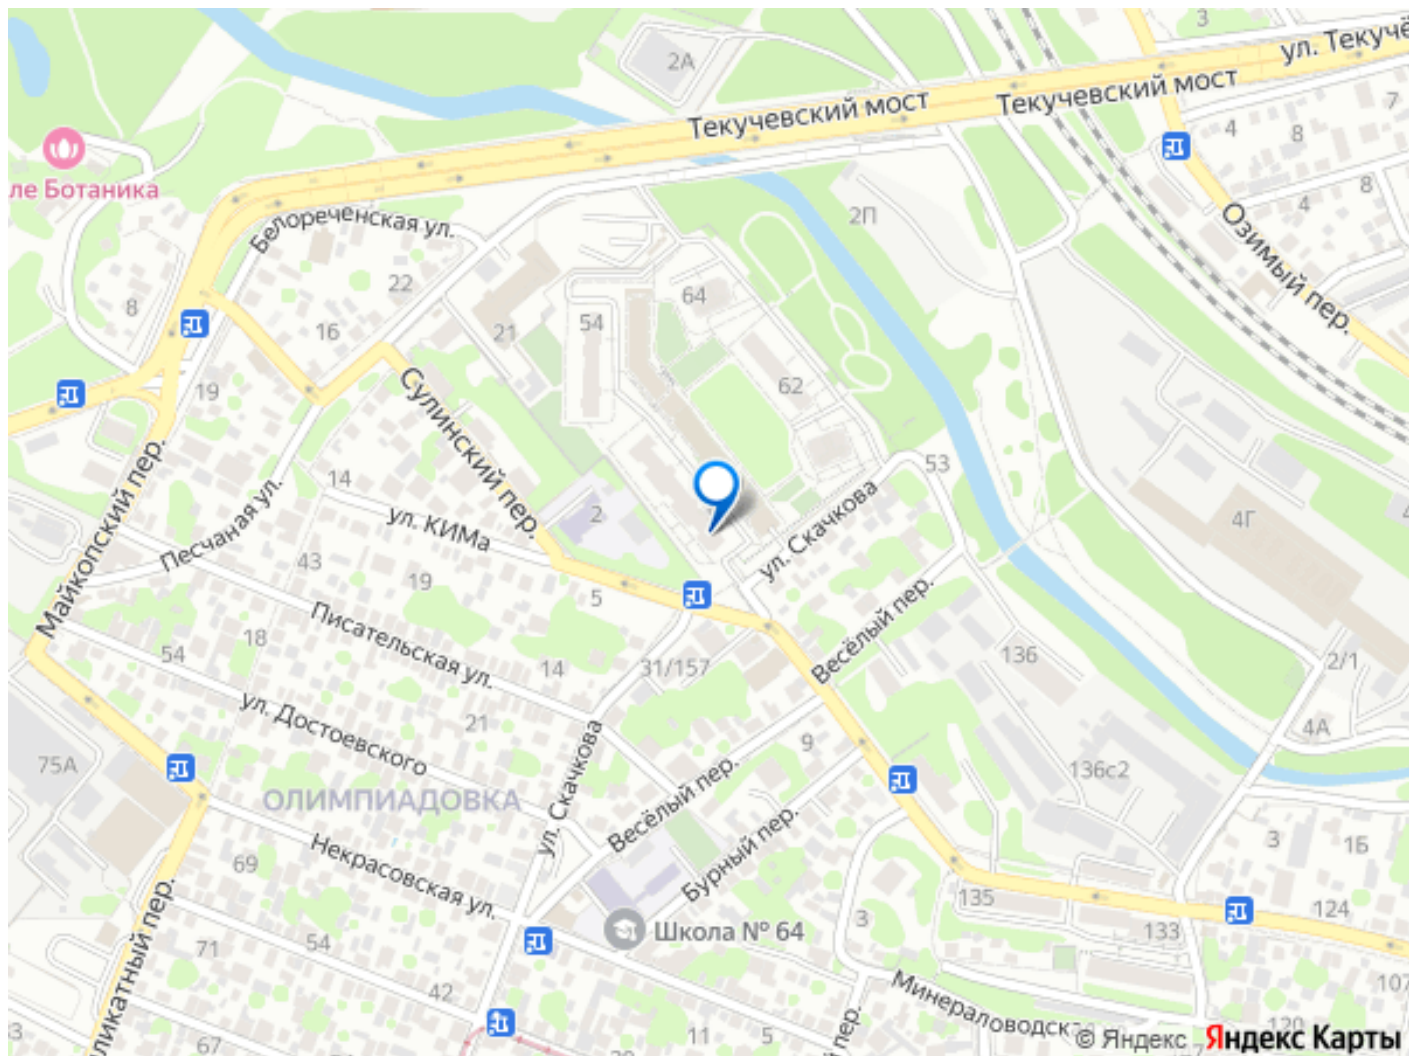 3
ул. Текучё
2А
Текучевский мост
Текучевский мост
7
4
8
ле Ботаника
8
2П
4
Белореченская ул.
Озимый пер.
22
64
8
54
16
21
62
19
Сулинский пер.
53
14
Майкопский пер.
2
ул. КИМа
4Г
4
Песчаная ул.
ул. Скачкова
43
19
5
Писательская ул.
Весёлый пер.
18
54
14
31/157
136
2/1
ул. Достоевского
21
4А
75А
9
136с2
ОЛИМПИАДОВКА
ул. Скачкова
Весёлый пер.
Некрасовская ул.
Бурный пер.
3
1Б
69
135
3
124
Школа № 64
133
71
54
ликатный пер.
42
Минераловодск
107
11
5
й пер.
120
67
© Яндекс
Яндекс Карты